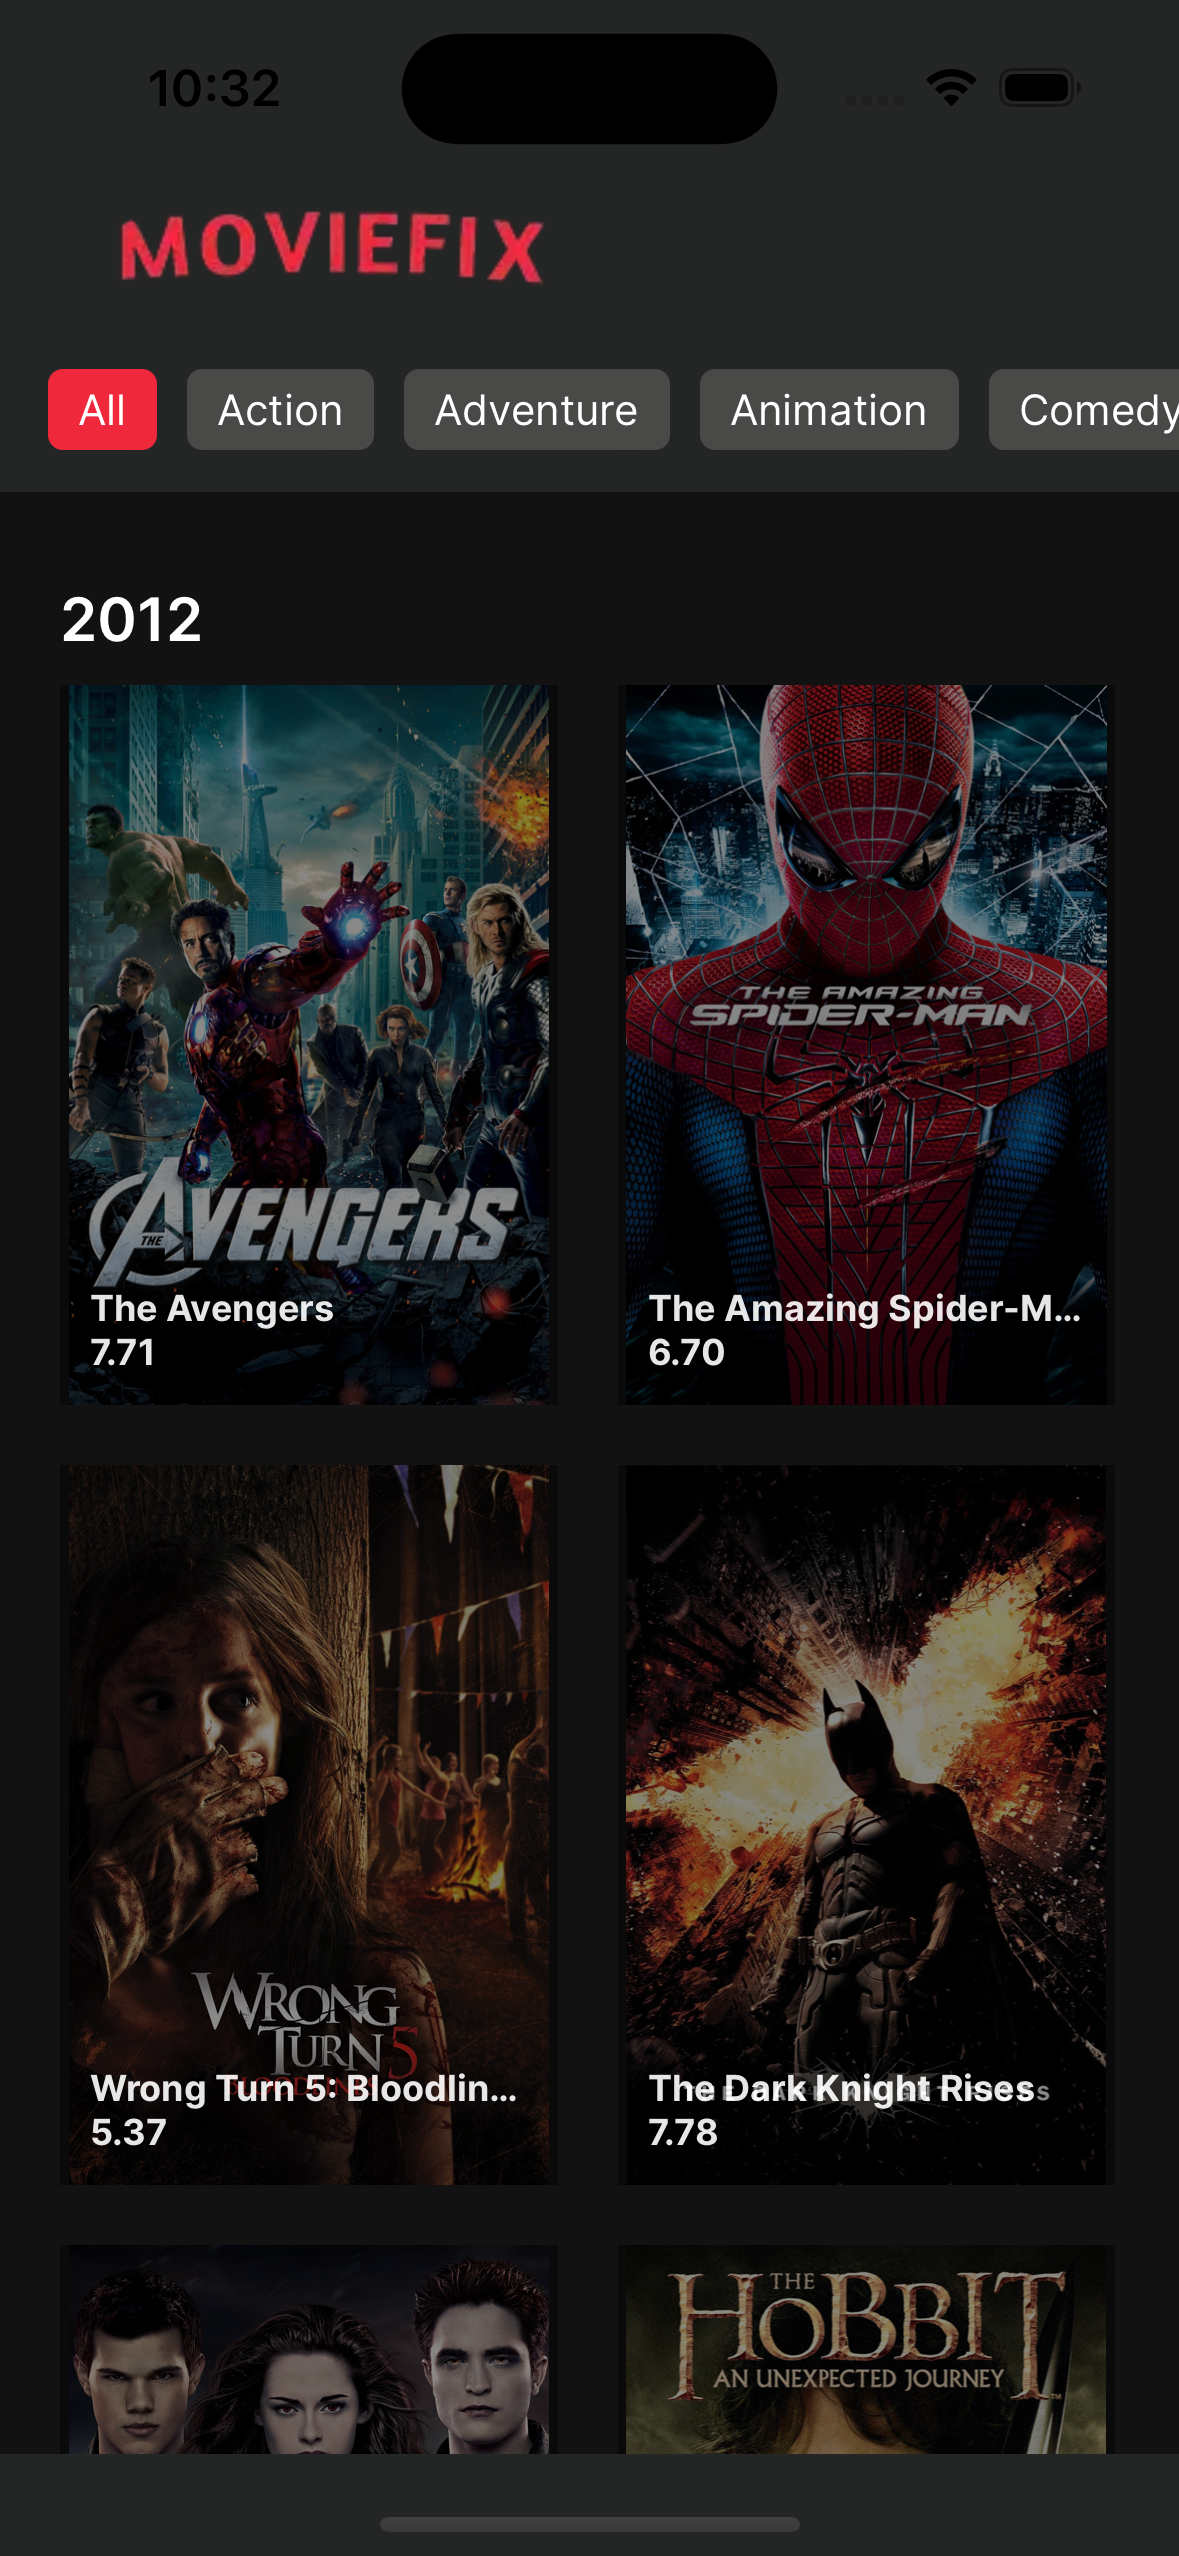 10:32
MOVIEFIX
All Action Adventure Animation Comedy
2012
THE AMAZING
SPIDER-MAN
THE AVENGERS
The Avengers
7.71
The Amazing Spider-M...
6.70
WRONG
TURN 5
Wrong Turn 5: Bloodlin...
5.37
The Dark Knight Rises
7.78
THE
HOBBIT
AN UNEXPECTED JOURNEY